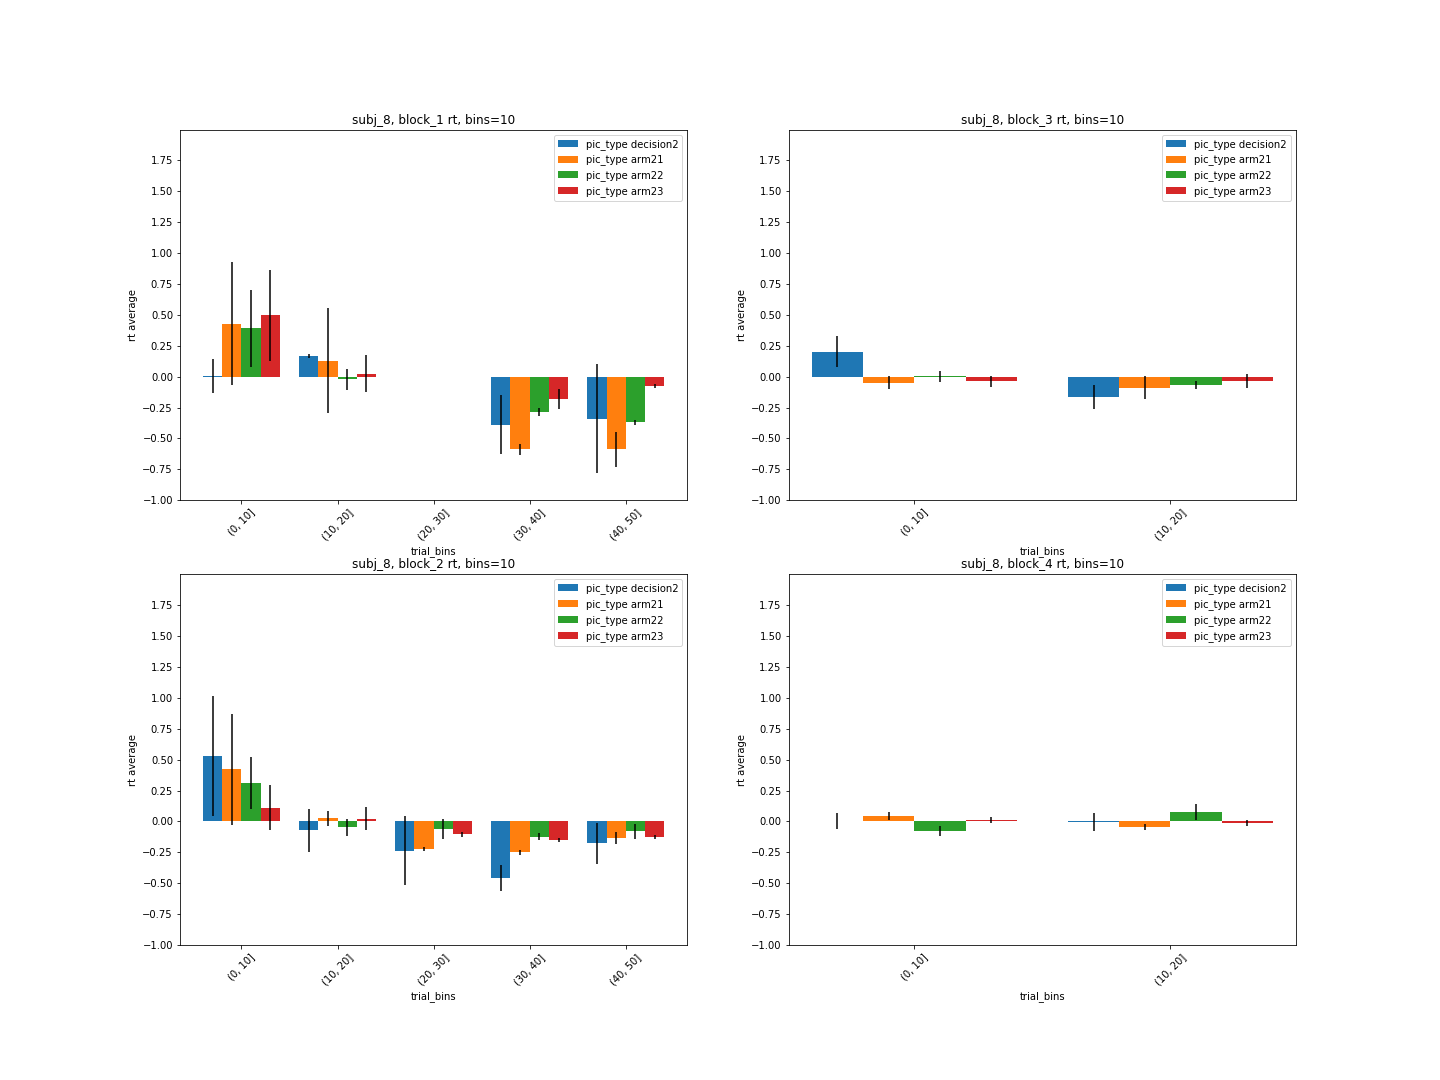 subj_8, block_1 rt, bins=10
pic_type decision2
pic_type arm21
pic_type arm22
pic_type arm23
1.75
1.50
1.25
1.00
0.75
0.50
0.25
0.00
−0.25
−0.50
−0.75
−1.00
rt average
(0, 10]
(10, 20]
(20, 30]
(30, 40]
(40, 50]
trial_bins
subj_8, block_3 rt, bins=10
pic_type decision2
pic_type arm21
pic_type arm22
pic_type arm23
1.75
1.50
1.25
1.00
0.75
0.50
0.25
0.00
−0.25
−0.50
−0.75
−1.00
rt average
(0, 10]
(10, 20]
trial_bins
subj_8, block_2 rt, bins=10
pic_type decision2
pic_type arm21
pic_type arm22
pic_type arm23
1.75
1.50
1.25
1.00
0.75
0.50
0.25
0.00
−0.25
−0.50
−0.75
−1.00
rt average
(0, 10]
(10, 20]
(20, 30]
(30, 40]
(40, 50]
trial_bins
subj_8, block_4 rt, bins=10
pic_type decision2
pic_type arm21
pic_type arm22
pic_type arm23
1.75
1.50
1.25
1.00
0.75
0.50
0.25
0.00
−0.25
−0.50
−0.75
−1.00
rt average
(0, 10]
(10, 20]
trial_bins